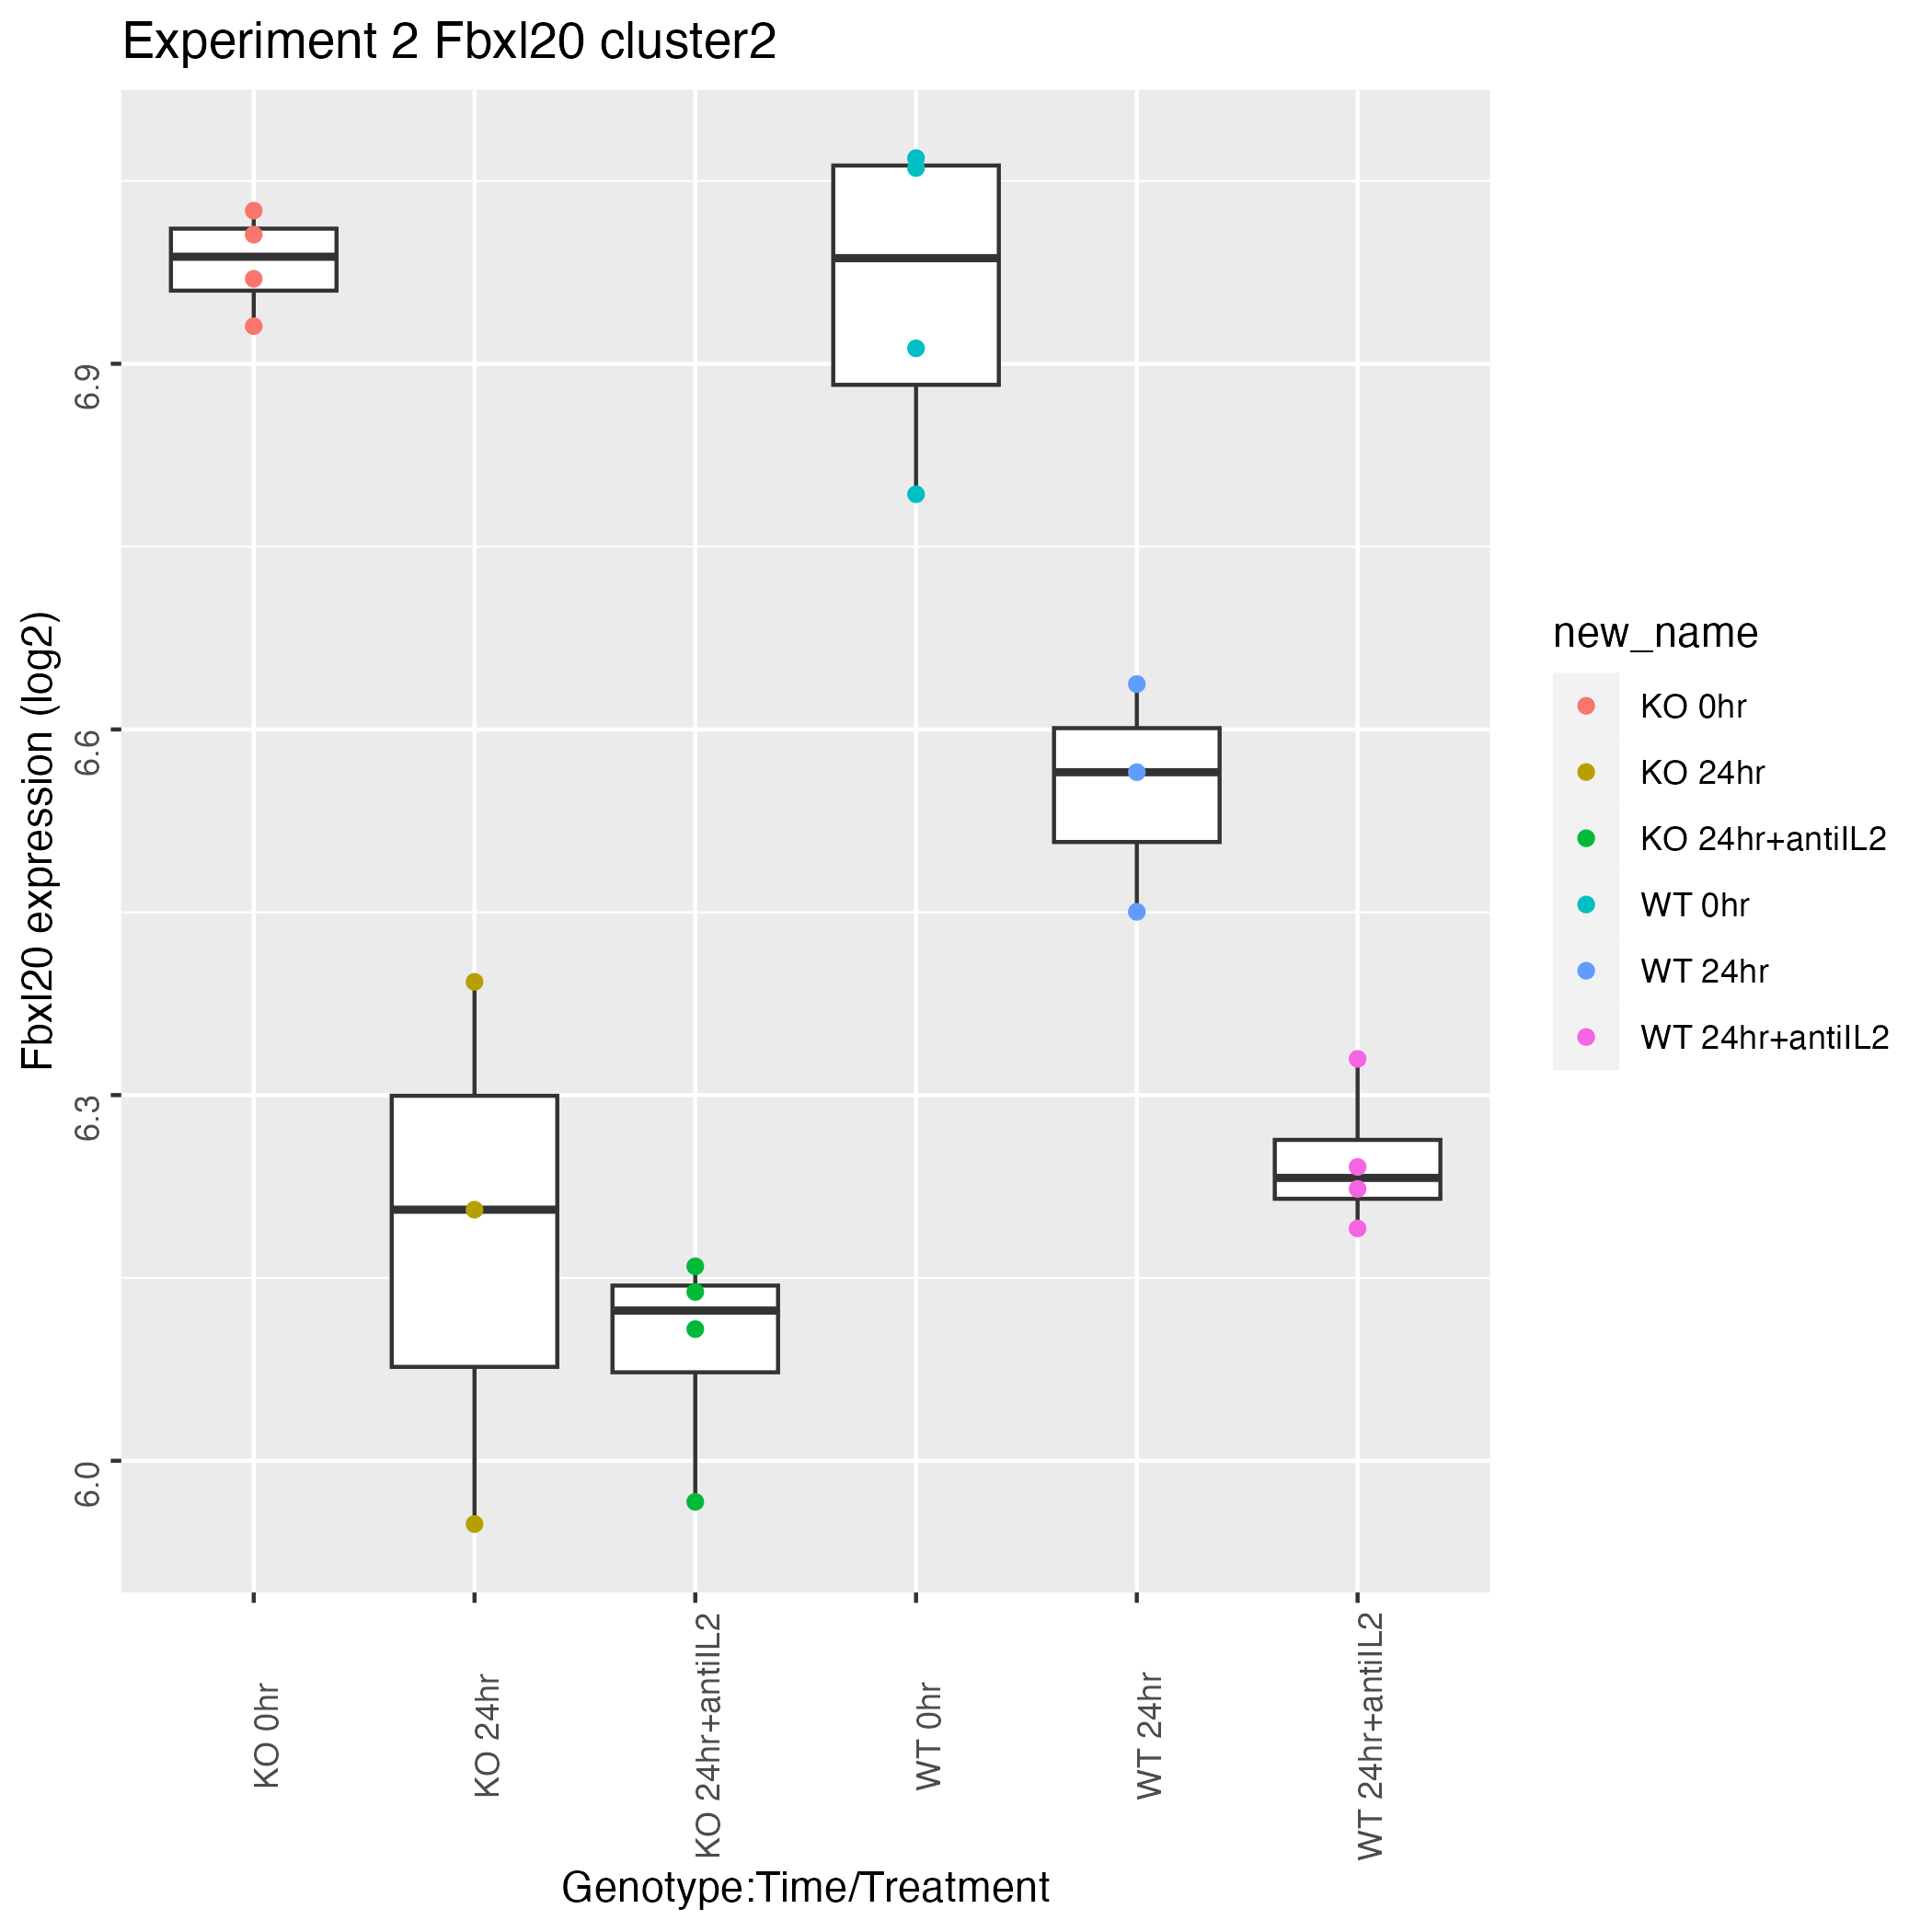 Experiment 2 Fbxl20 cluster2
Fbxl20 expression (log2)
6.9
6.6
6.3
6.0
KO 0hr
KO 24hr
KO 24hr+antiIL2
WT 0hr
WT 24hr
WT 24hr+antiIL2
Genotype:Time/Treatment
new_name
KO 0hr
KO 24hr
KO 24hr+antiIL2
WT 0hr
WT 24hr
WT 24hr+antiIL2